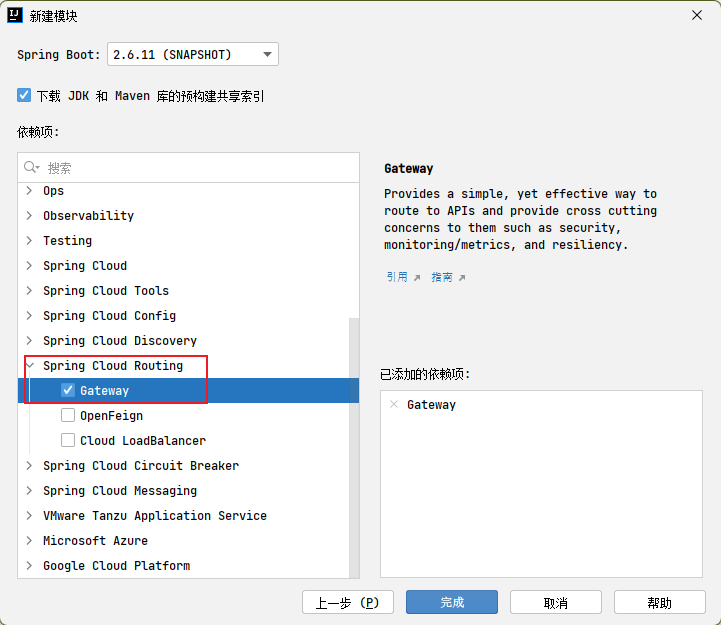 新建模块
Spring Boot: 2.6.11 (SNAPSHOT)
下载 JDK 和 Maven 库的预构建共享索引
依赖项:
搜索
Ops
Observability
Testing
Spring Cloud
Spring Cloud Tools
Spring Cloud Config
Spring Cloud Discovery
Spring Cloud Routing
Gateway
OpenFeign
Cloud LoadBalancer
Spring Cloud Circuit Breaker
Spring Cloud Messaging
VMware Tanzu Application Service
Microsoft Azure
Google Cloud Platform
Gateway
Provides a simple, yet effective way to
route to APIs and provide cross cutting
concerns to them such as security,
monitoring/metrics, and resiliency.
引用 指南
已添加的依赖项:
Gateway
上一步 (P) 完成 取消 帮助